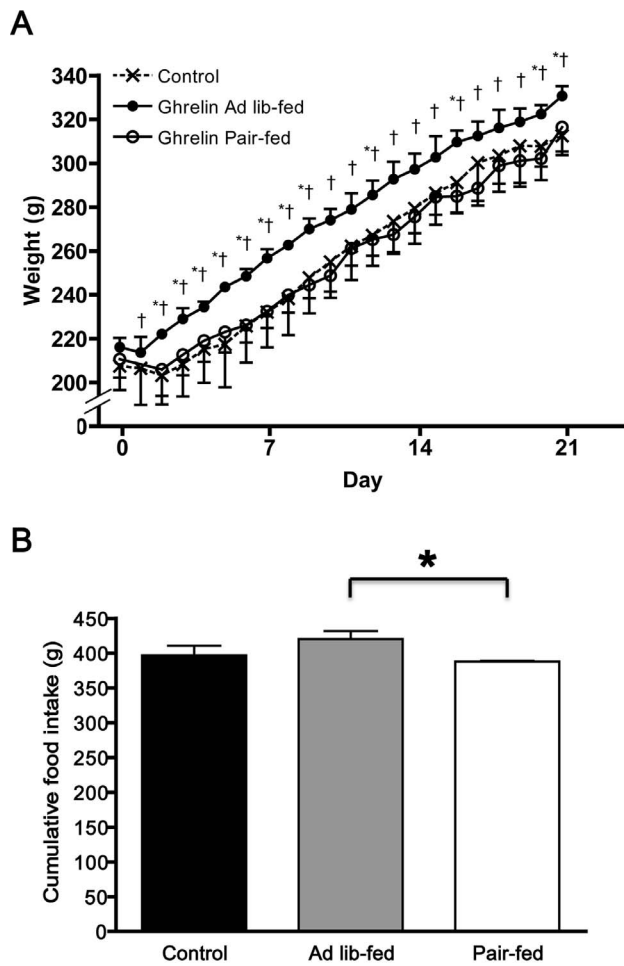 A
† *† *† *† *† *† *† *† *† † † *† † † † *† † † † *† *†
Control
Ghrelin Ad lib-fed
Ghrelin Pair-fed
Weight (g)
340
320
300
280
260
240
220
200
0
0 7 14 21
Day
B
*
Cumulative food intake (g)
450
400
350
300
250
200
150
100
50
0
Control Ad lib-fed Pair-fed